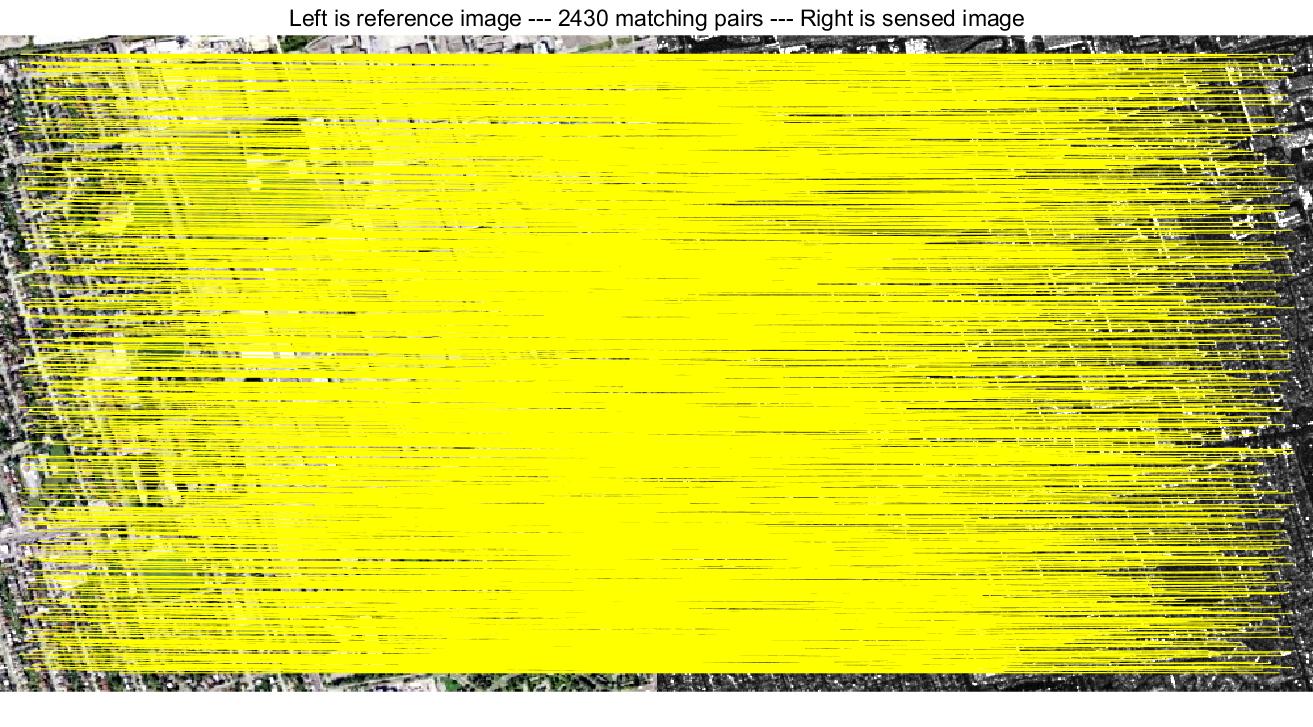 Left is reference image --- 2430 matching pairs --- Right is sensed image